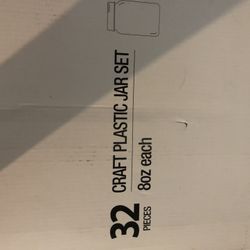 32
PIECES
CRAFT PLASTIC JAR SET
8oz each